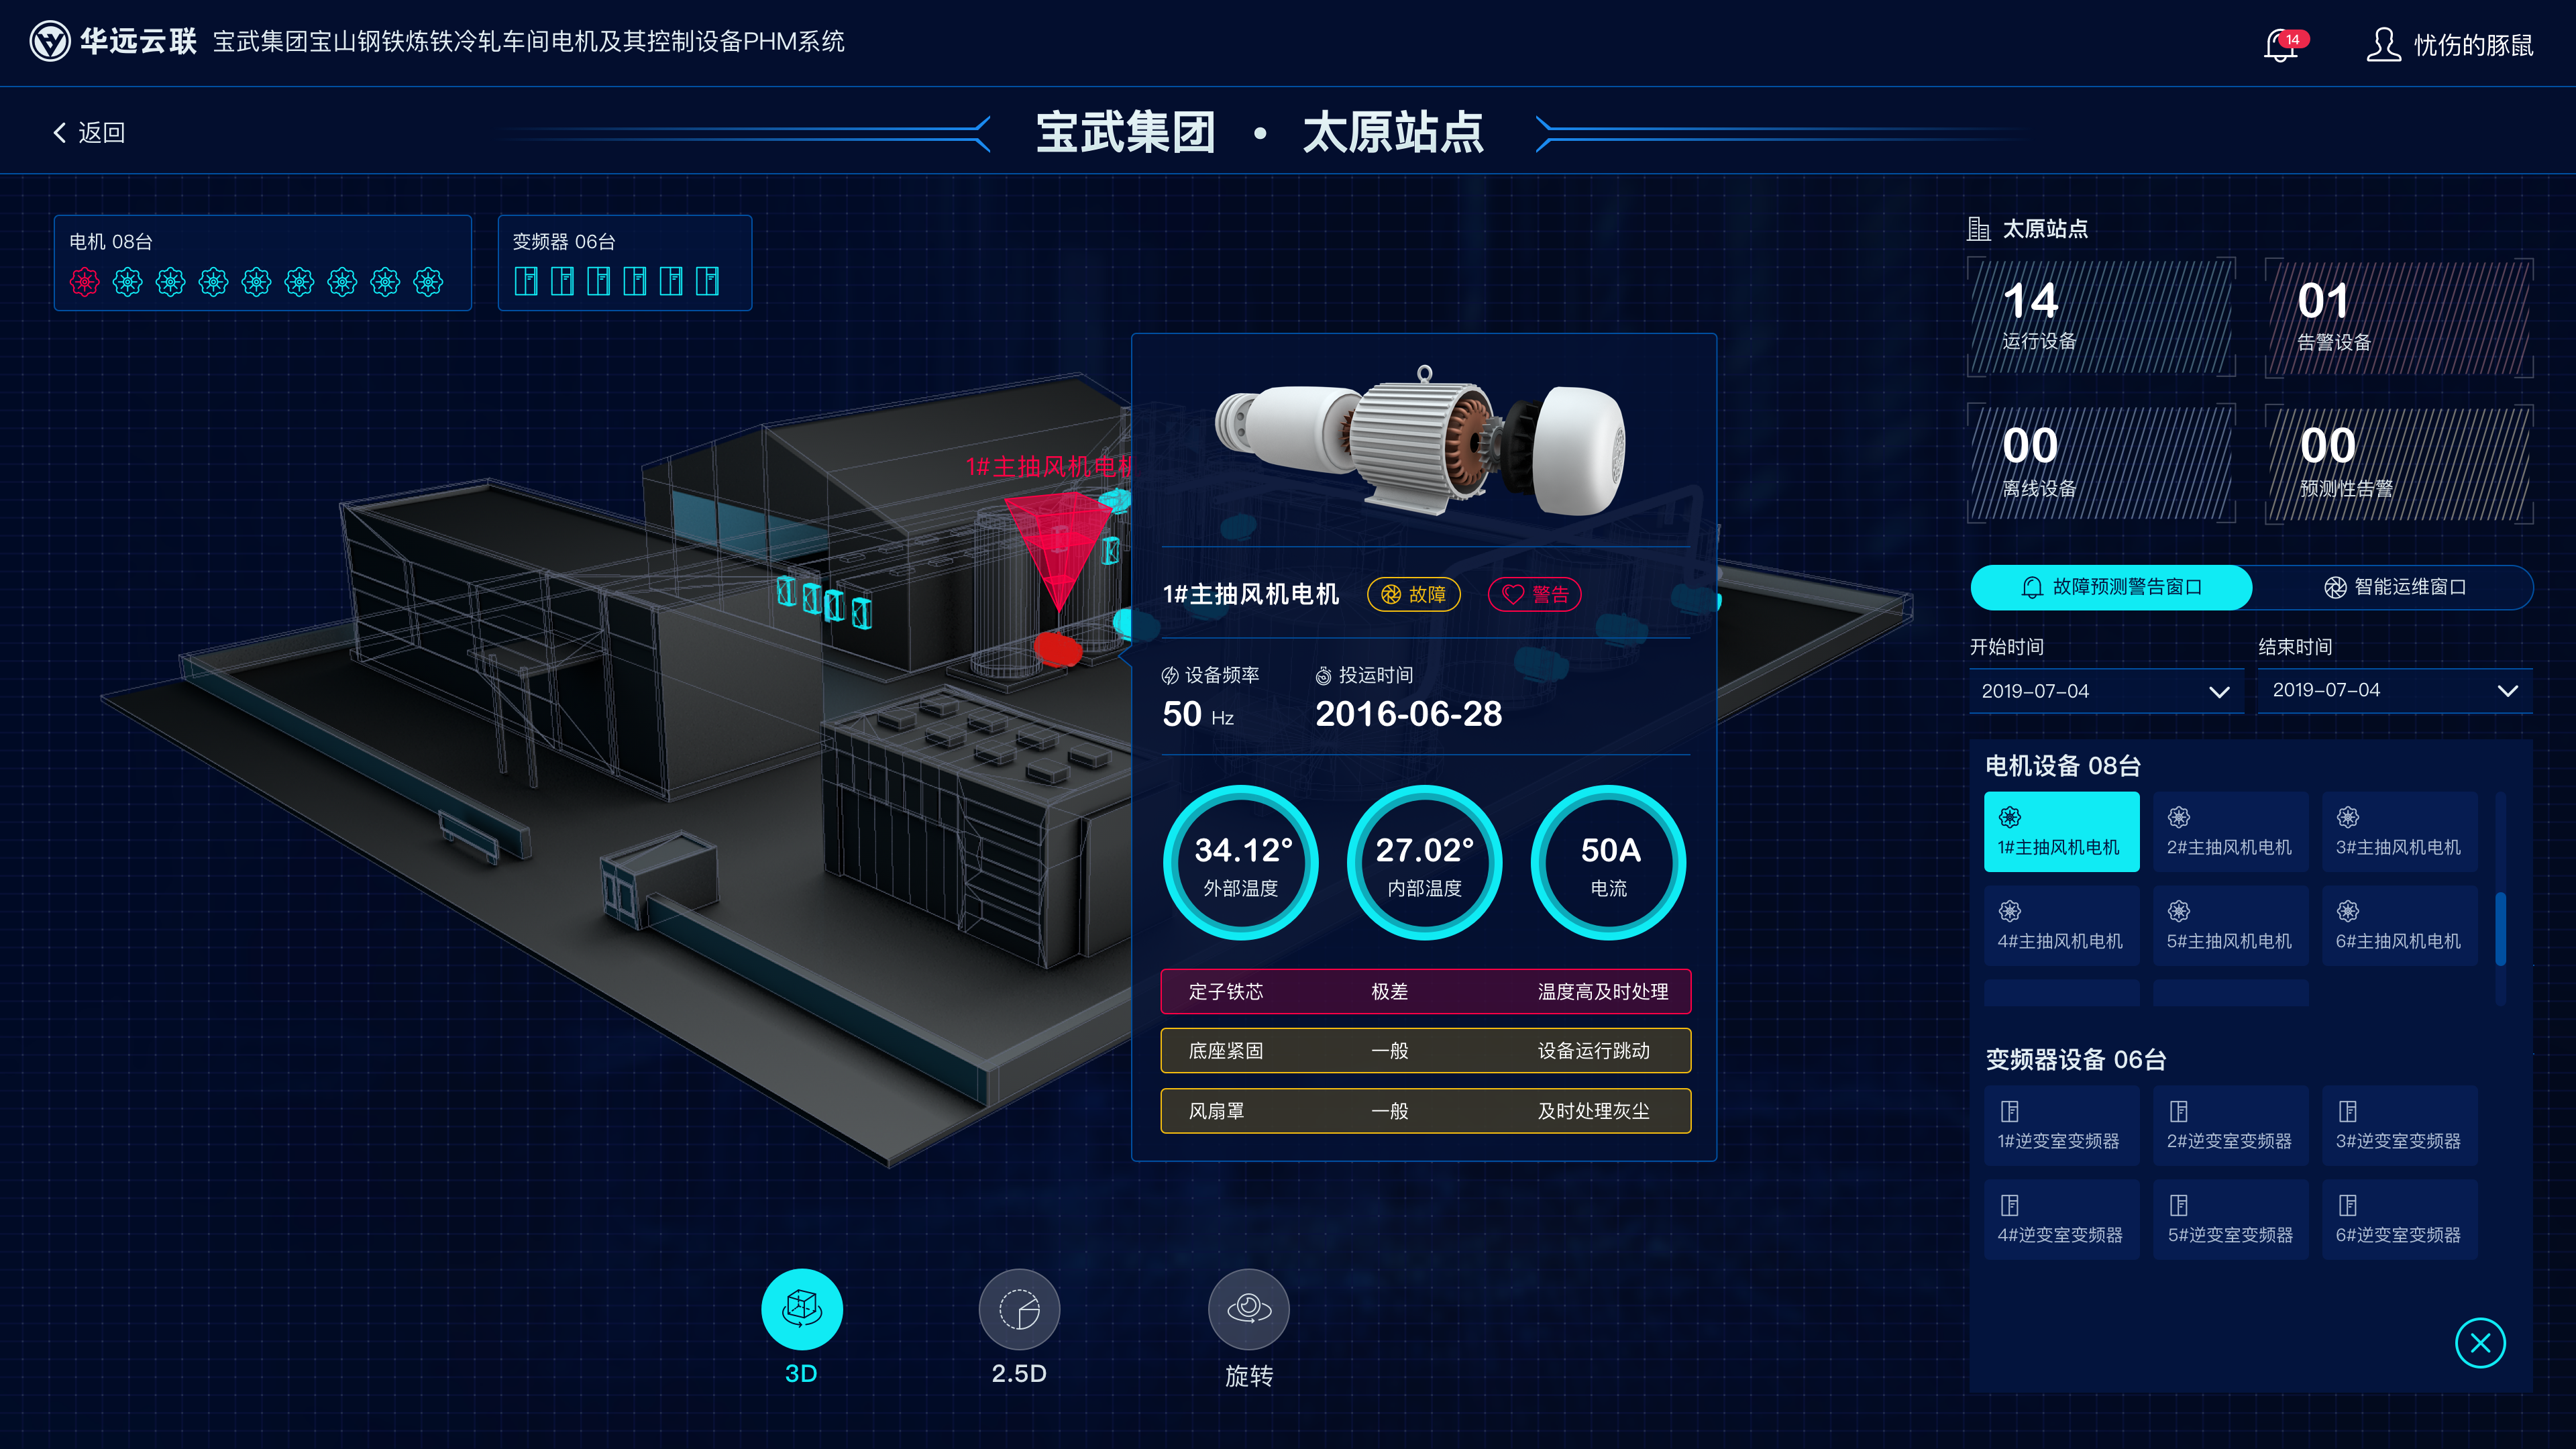 华远云联 宝武集团宝山钢铁炼铁冷轧车间电机及其控制设备PHM系统
14
忧伤的豚鼠
返回
宝武集团 · 太原站点
电机 08台
变频器 06台
1#主抽风机电机
1#主抽风机电机
故障
警告
设备频率
投运时间
50 Hz
2016-06-28
34.12°
外部温度
27.02°
内部温度
50A
电流
定子铁芯 极差 温度高及时处理
底座紧固 一般 设备运行跳动
风扇罩 一般 及时处理灰尘
3D
2.5D
旋转
太原站点
14
运行设备
01
告警设备
00
离线设备
00
预测性告警
故障预测警告窗口
智能运维窗口
开始时间
结束时间
2019-07-04
2019-07-04
电机设备 08台
1#主抽风机电机
2#主抽风机电机
3#主抽风机电机
4#主抽风机电机
5#主抽风机电机
6#主抽风机电机
变频器设备 06台
1#逆变室变频器
2#逆变室变频器
3#逆变室变频器
4#逆变室变频器
5#逆变室变频器
6#逆变室变频器